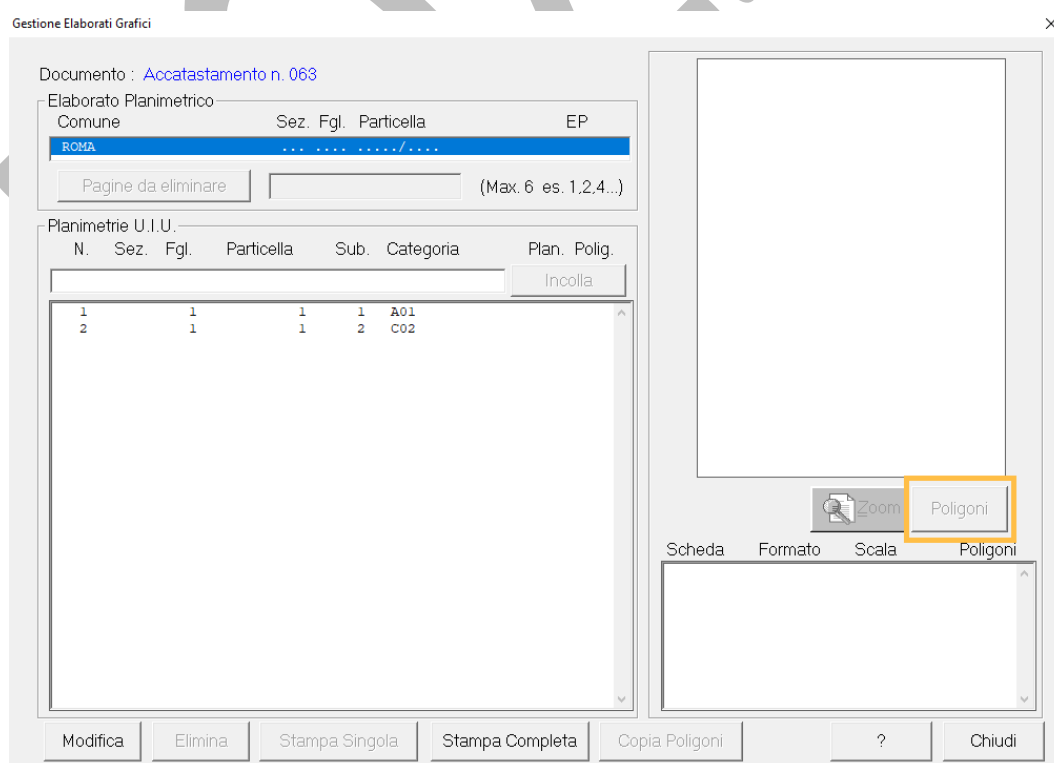 Gestione Elaborati Grafici
Documento : Accatastamento n. 063
Elaborato Planimetrico
Comune Sez. Fgl. Particella EP
ROMA ... .... ...../....
Pagine da eliminare (Max. 6 es. 1,2,4...)
Planimetrie U.I.U.
N. Sez. Fgl. Particella Sub. Categoria Plan. Polig.
Incolla
1 1 1 1 A01
2 1 1 2 C02
Zoom Poligoni
Scheda Formato Scala Poligoni
Modifica Elimina Stampa Singola Stampa Completa Copia Poligoni ? Chiudi